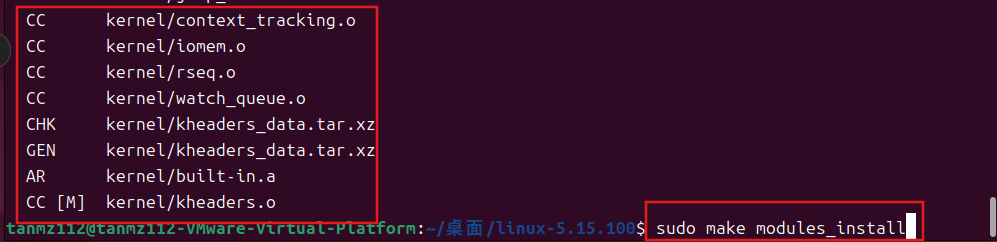 CC kernel/context_tracking.o
CC kernel/iomem.o
CC kernel/rseq.o
CC kernel/watch_queue.o
CHK kernel/kheaders_data.tar.xz
GEN kernel/kheaders_data.tar.xz
AR kernel/built-in.a
CC [M] kernel/kheaders.o
tanmz112@tanmz112-VMware-Virtual-Platform:~/桌面/linux-5.15.100$ sudo make modules_install